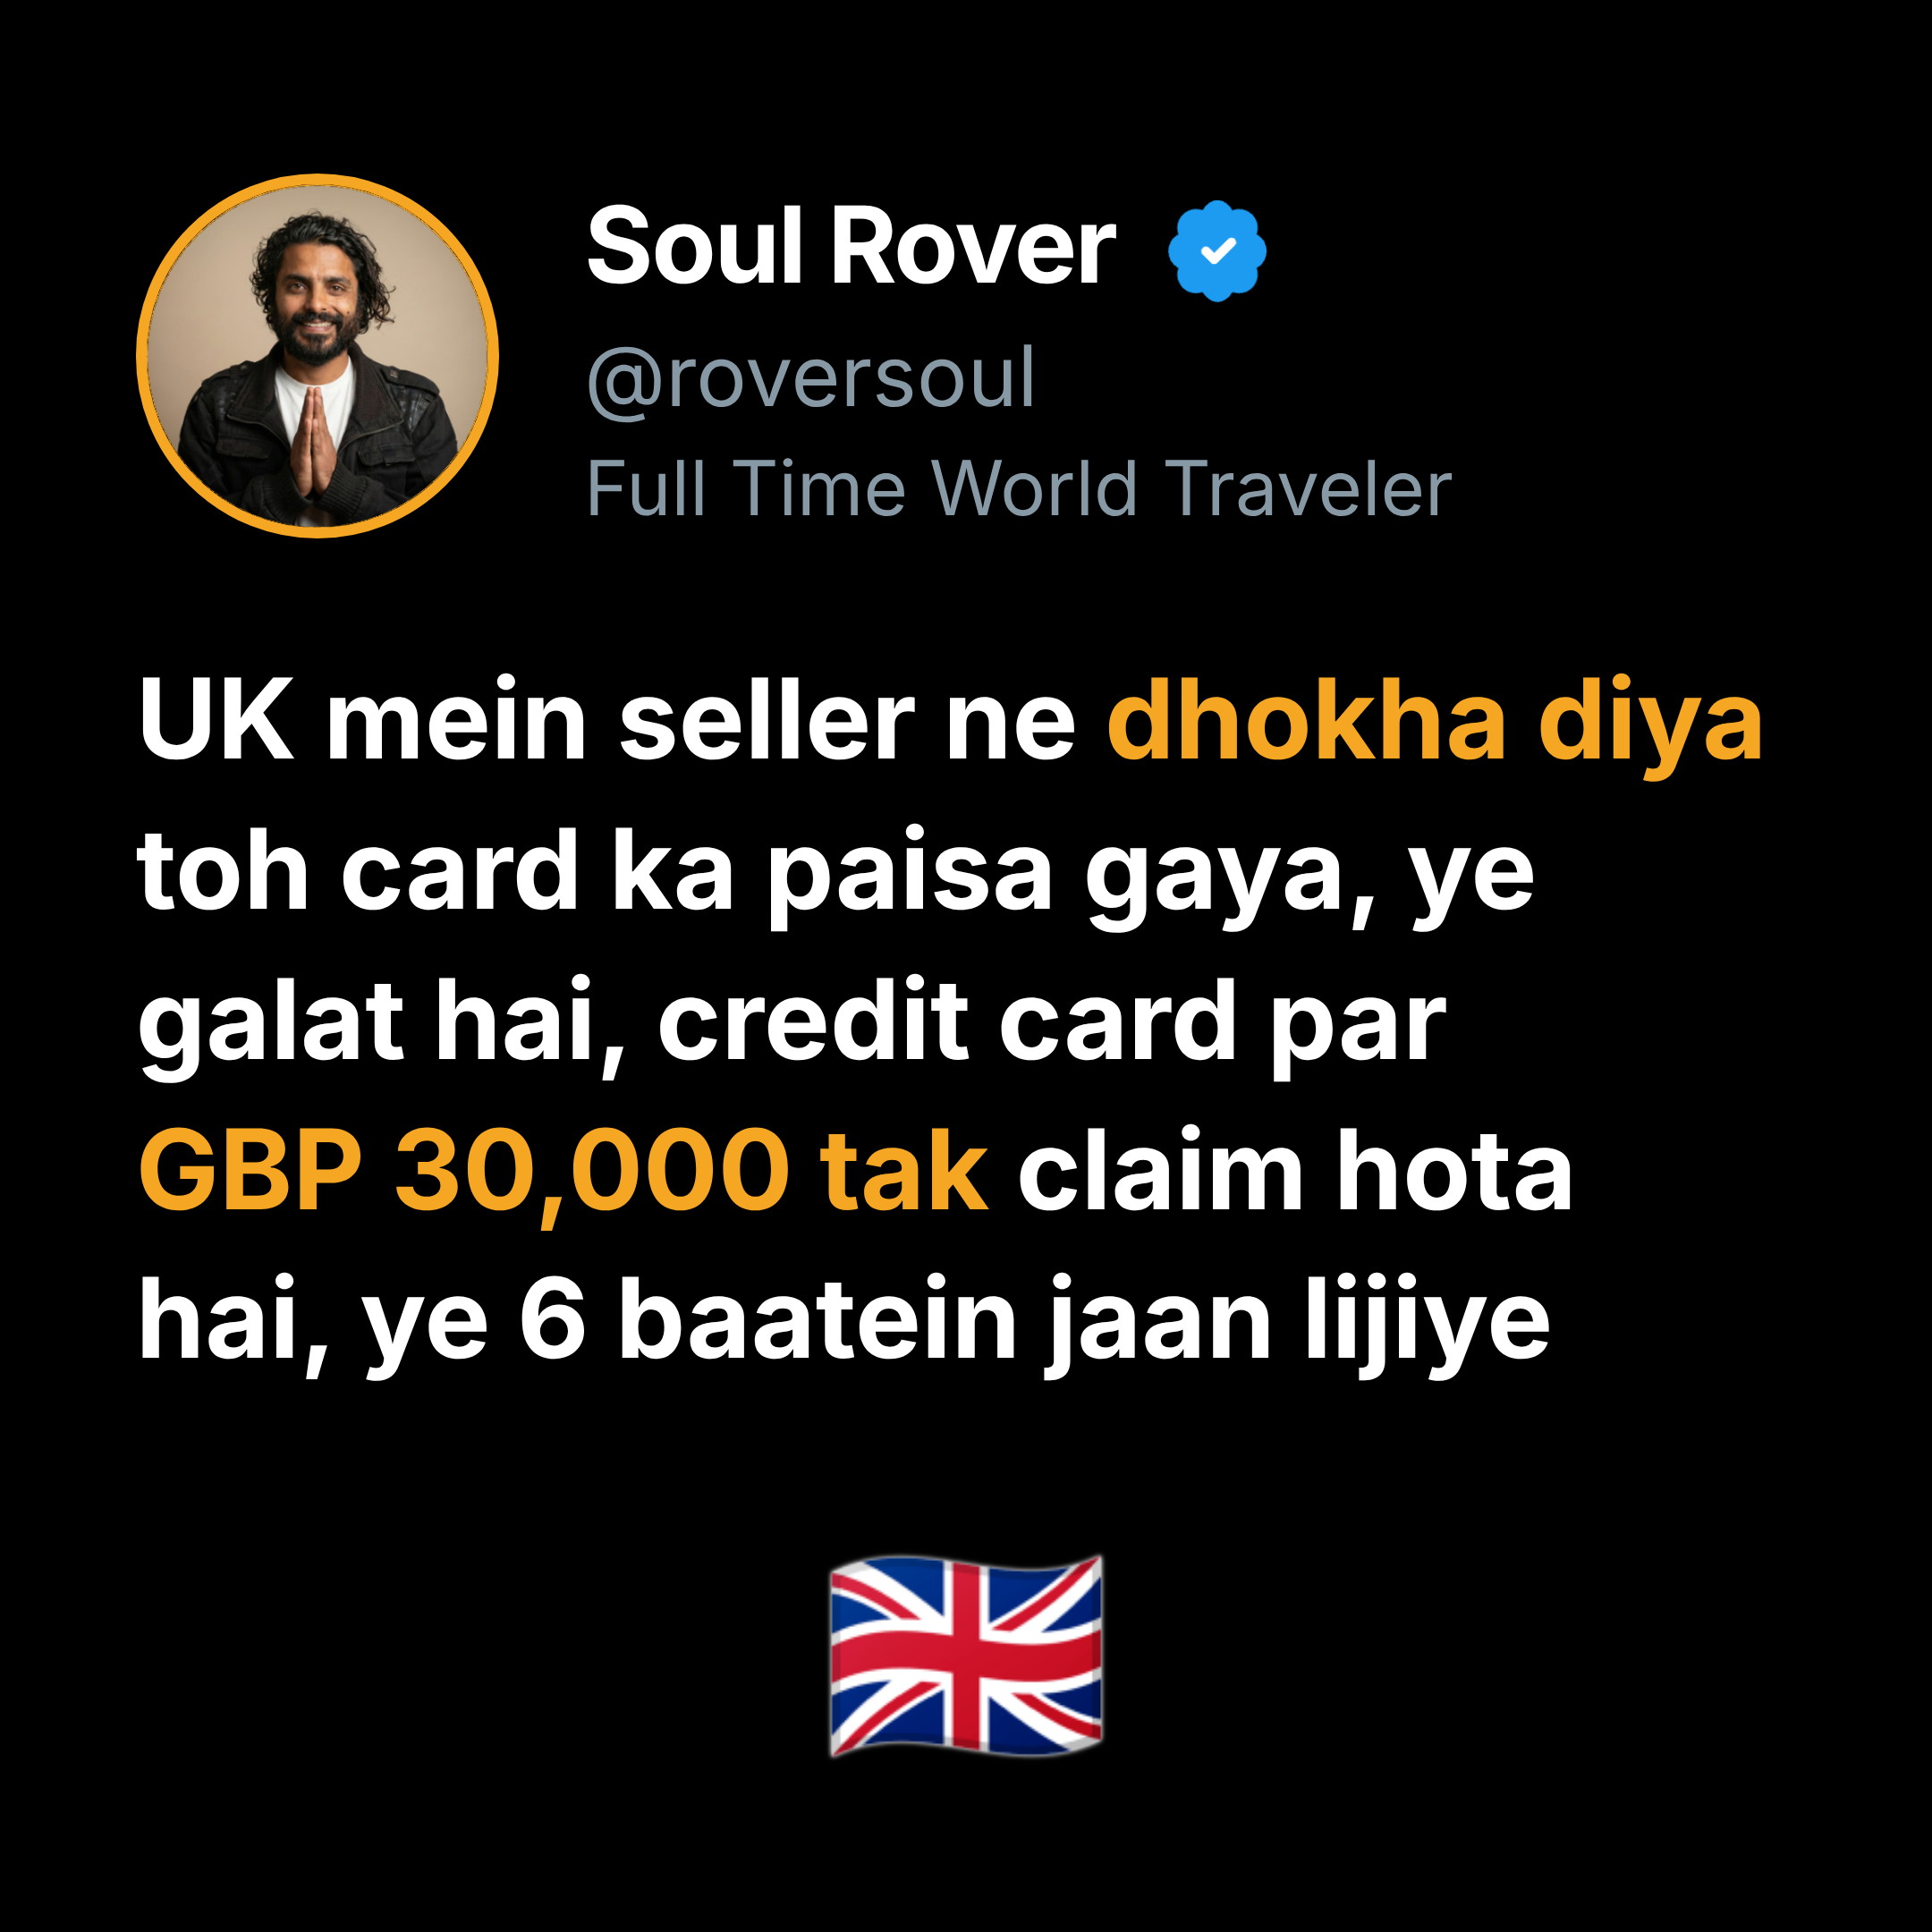 Soul Rover
@roversoul
Full Time World Traveler
UK mein seller ne dhokha diya
toh card ka paisa gaya, ye
galat hai, credit card par
GBP 30,000 tak claim hota
hai, ye 6 baatein jaan lijiye